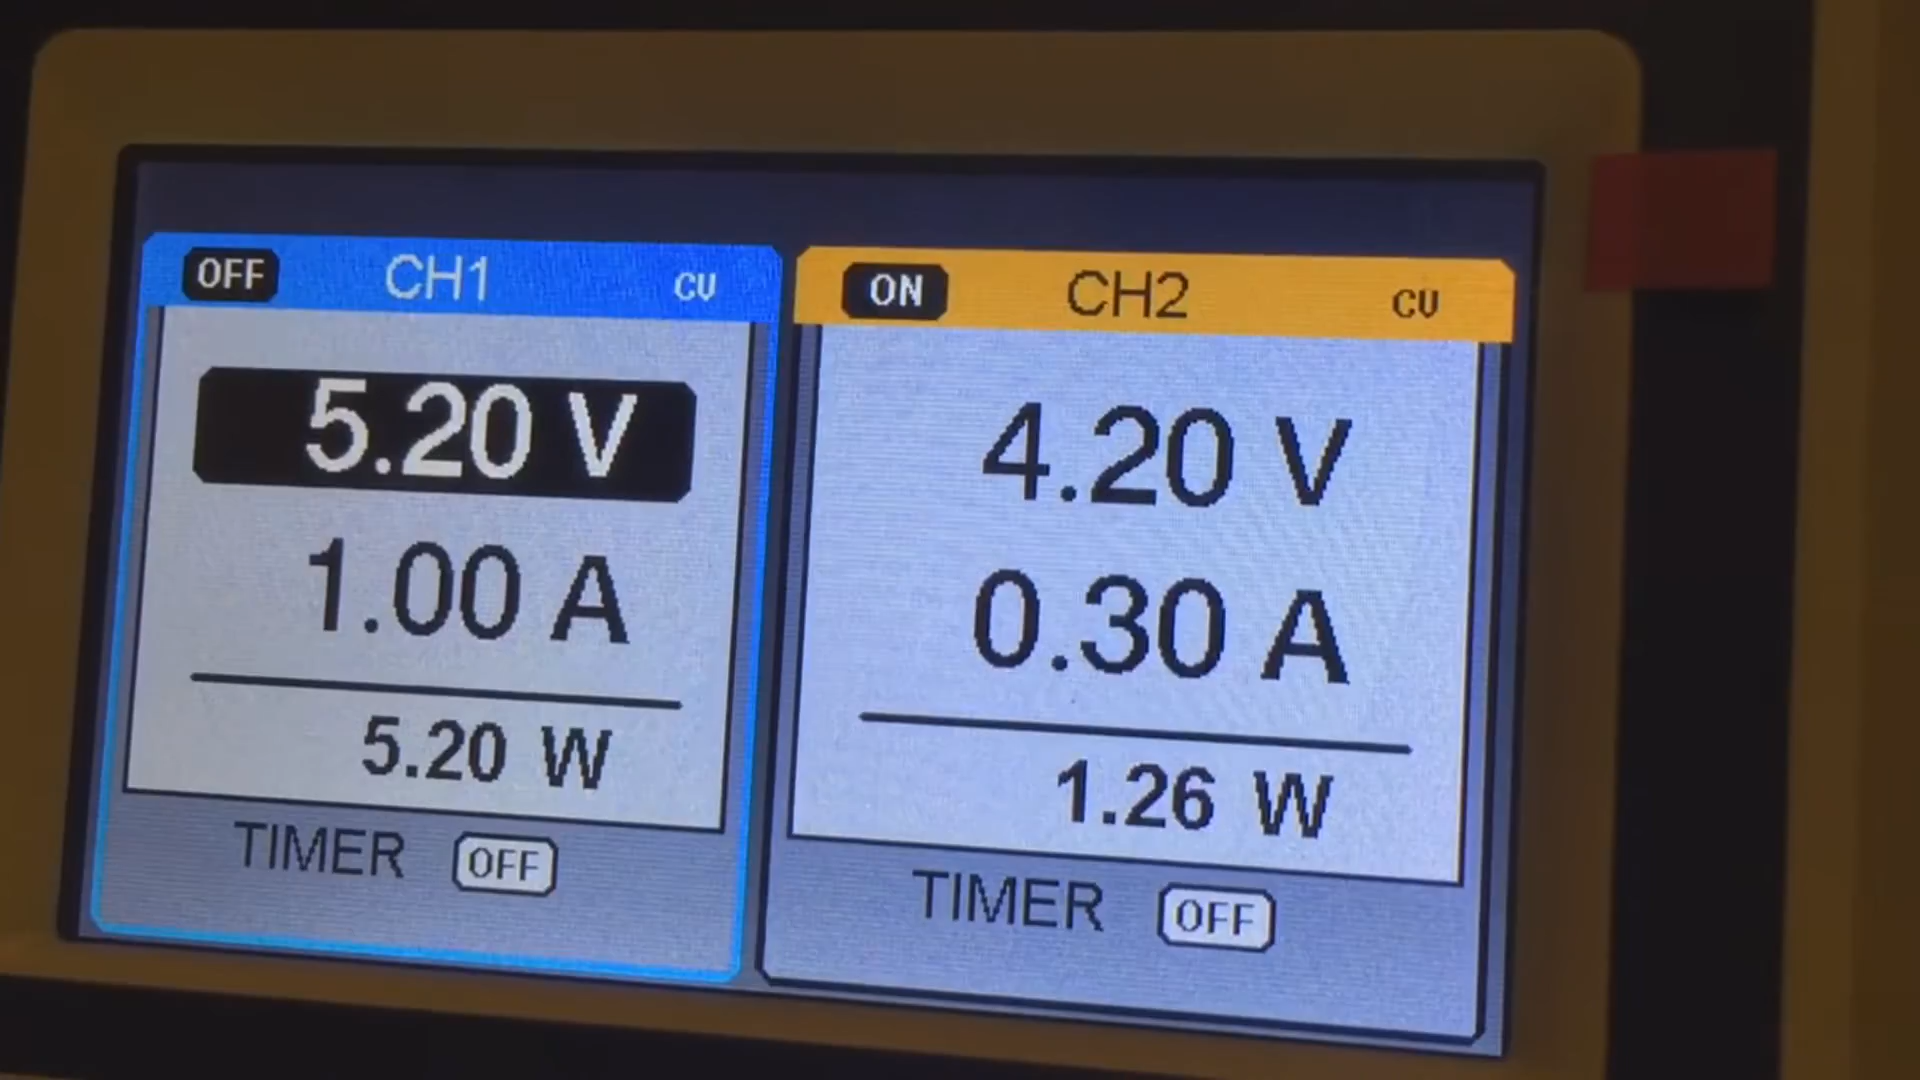 OFF CH1 CV
5.20 V
1.00 A
5.20 W
TIMER OFF
ON CH2 CV
4.20 V
0.30 A
1.26 W
TIMER OFF